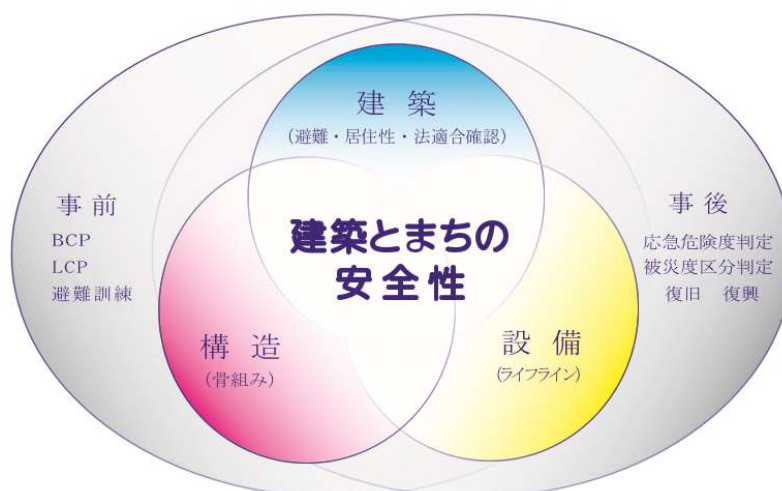 建築
(避難・居住性・法適合確認)
事前
BCP
LCP
避難訓練
建築とまちの
安全性
事後
応急危険度判定
被災度区分判定
復旧 復興
構造
(骨組み)
設備
(ライフライン)